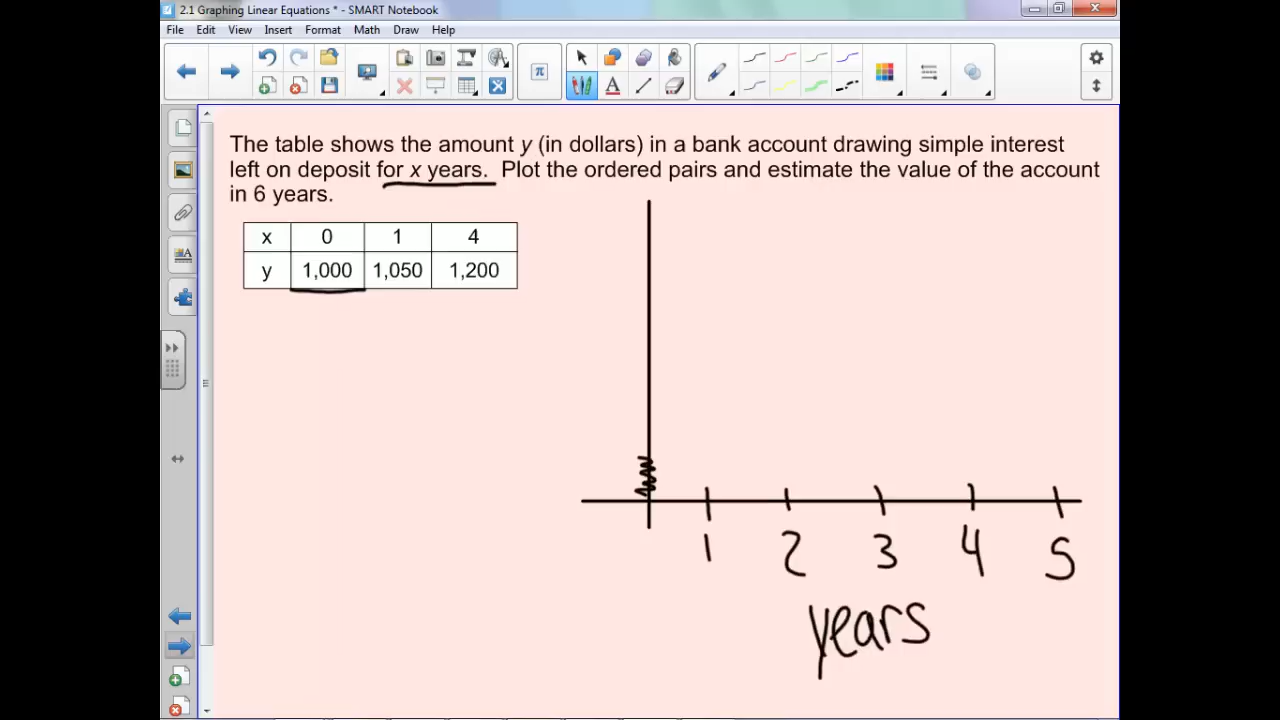 2.1 Graphing Linear Equations * - SMART Notebook
File Edit View Insert Format Math Draw Help
π A
The table shows the amount y (in dollars) in a bank account drawing simple interest
left on deposit for x years. Plot the ordered pairs and estimate the value of the account
in 6 years.
x 0 1 4
y 1,000 1,050 1,200
1 2 3 4 5
years